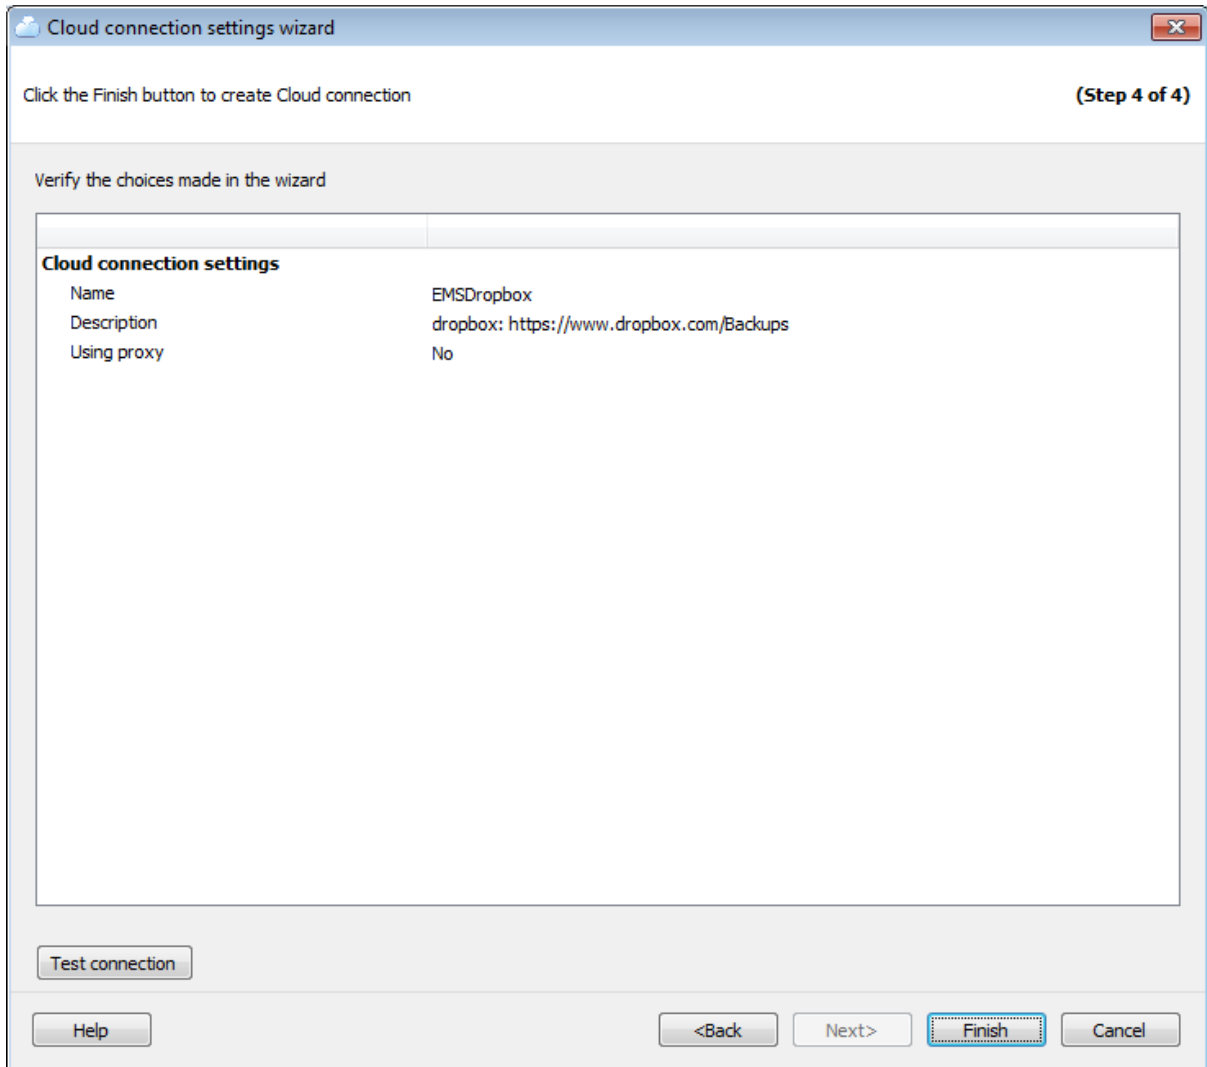 Cloud connection settings wizard
Click the Finish button to create Cloud connection
(Step 4 of 4)
Verify the choices made in the wizard
Cloud connection settings
Name EMSDropbox
Description dropbox: https://www.dropbox.com/Backups
Using proxy No
Test connection
Help <Back Next> Finish Cancel